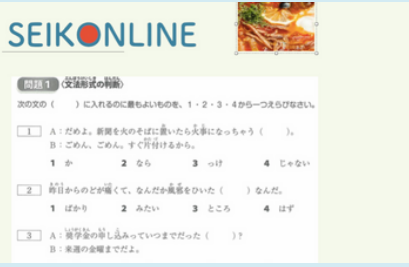 SEIKONLINE
問題1 〈文法形式の判断〉
次の文の（　）に入れるのに最もよいものを、1・2・3・4から一つえらびなさい。
1 A：だめよ。新聞を火のそばに置いたら火事になっちゃう（　）。
B：ごめん、ごめん。すぐ片付けるから。
1 か 2 なら 3 っけ 4 じゃない
2 昨日からのどが痛くて、なんだか風邪をひいた（　）なんだ。
1 ばかり 2 みたい 3 ところ 4 はず
3 A：奨学金の申し込みっていつまでだった（　）？
B：来週の金曜までだよ。